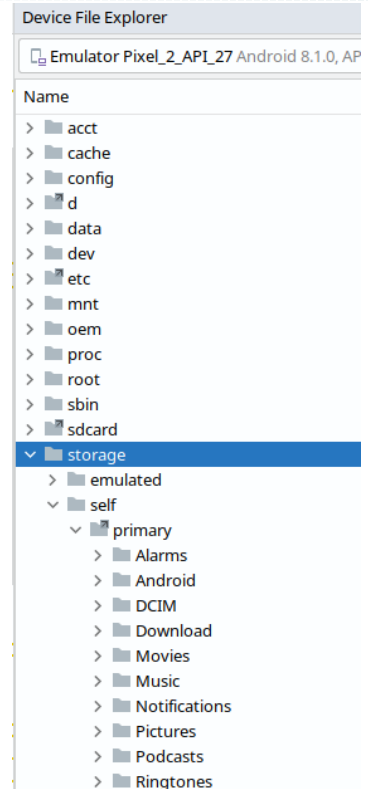 Device File Explorer
Emulator Pixel_2_API_27 Android 8.1.0, AP
Name
acct
cache
config
d
data
dev
etc
mnt
oem
proc
root
sbin
sdcard
storage
emulated
self
primary
Alarms
Android
DCIM
Download
Movies
Music
Notifications
Pictures
Podcasts
Ringtones